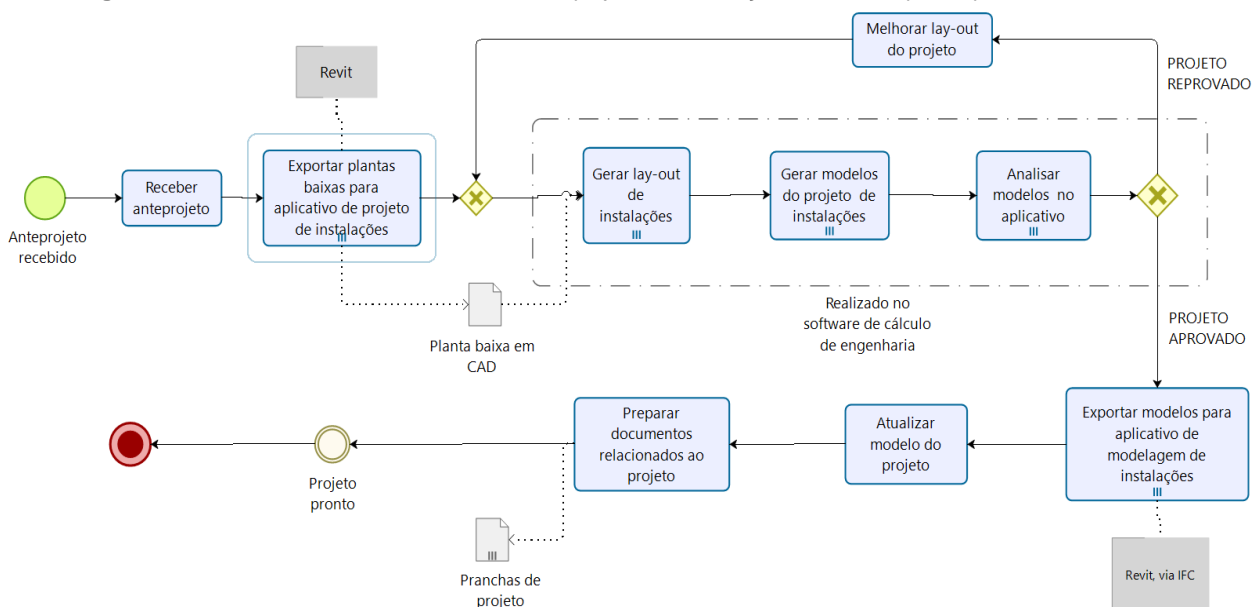 Melhorar lay-out
do projeto
PROJETO
REPROVADO
Revit
Receber
anteprojeto
Exportar plantas
baixas para
aplicativo de projeto
de instalações
Gerar lay-out
de
instalações
Gerar modelos
do projeto de
instalações
Analisar
modelos no
aplicativo
Anteprojeto
recebido
Planta baixa em
CAD
Realizado no
software de cálculo
de engenharia
PROJETO
APROVADO
Exportar modelos para
aplicativo de
modelagem de
instalações
Atualizar
modelo do
projeto
Preparar
documentos
relacionados ao
projeto
Projeto
pronto
Pranchas de
projeto
Revit, via IFC